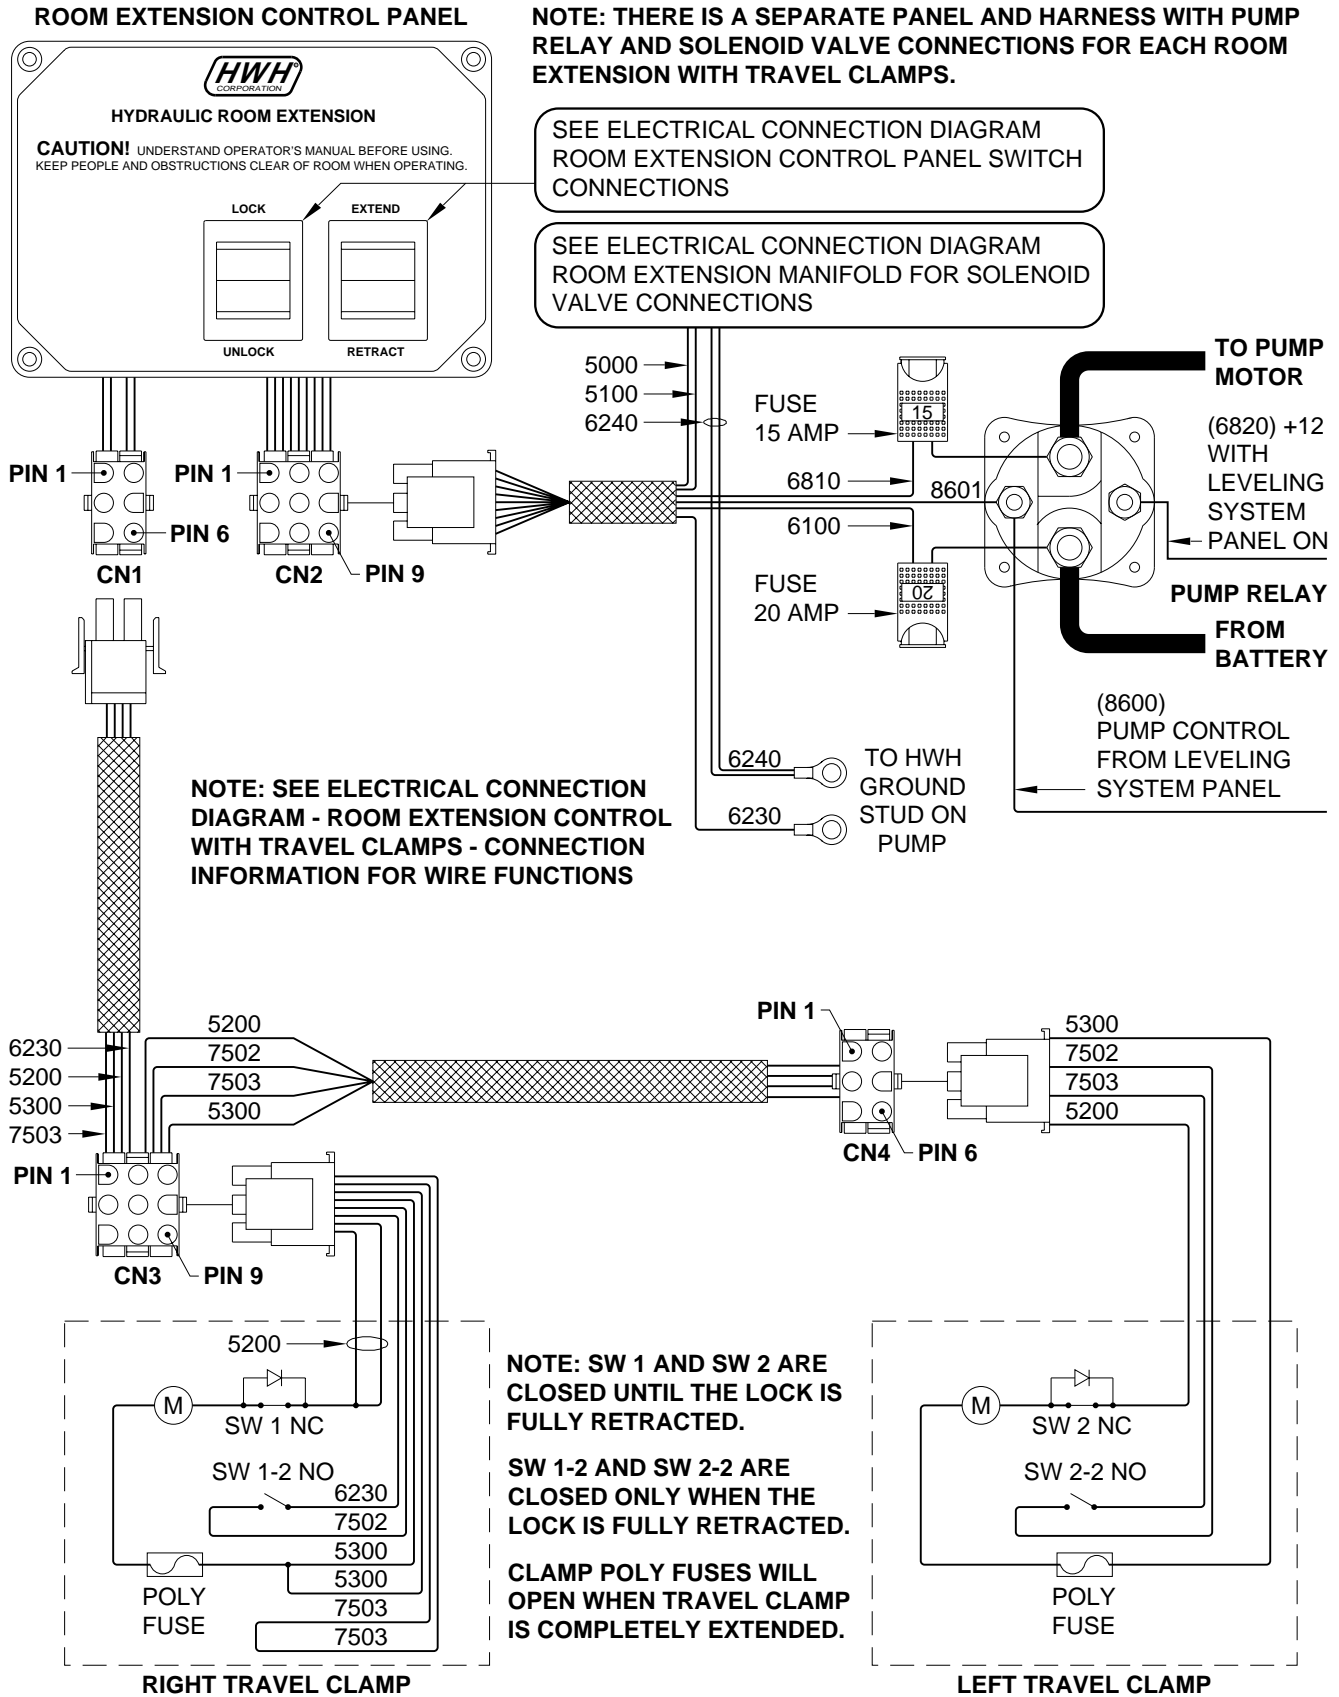 ROOM EXTENSION CONTROL PANEL
NOTE: THERE IS A SEPARATE PANEL AND HARNESS WITH PUMP
RELAY AND SOLENOID VALVE CONNECTIONS FOR EACH ROOM
EXTENSION WITH TRAVEL CLAMPS.
HWH®
CORPORATION
HYDRAULIC ROOM EXTENSION
CAUTION! UNDERSTAND OPERATOR'S MANUAL BEFORE USING.
KEEP PEOPLE AND OBSTRUCTIONS CLEAR OF ROOM WHEN OPERATING.
LOCK
EXTEND
UNLOCK
RETRACT
SEE ELECTRICAL CONNECTION DIAGRAM
ROOM EXTENSION CONTROL PANEL SWITCH
CONNECTIONS
SEE ELECTRICAL CONNECTION DIAGRAM
ROOM EXTENSION MANIFOLD FOR SOLENOID
VALVE CONNECTIONS
5000
5100
6240
FUSE
15 AMP
15
TO PUMP
MOTOR
(6820) +12
WITH
LEVELING
SYSTEM
PANEL ON
PIN 1
PIN 6
CN1
PIN 1
PIN 9
CN2
6810
8601
6100
FUSE
20 AMP
20
PUMP RELAY
FROM
BATTERY
(8600)
PUMP CONTROL
FROM LEVELING
SYSTEM PANEL
6240
6230
TO HWH
GROUND
STUD ON
PUMP
NOTE: SEE ELECTRICAL CONNECTION
DIAGRAM - ROOM EXTENSION CONTROL
WITH TRAVEL CLAMPS - CONNECTION
INFORMATION FOR WIRE FUNCTIONS
6230
5200
5300
7503
5200
7502
7503
5300
PIN 1
PIN 9
CN3
PIN 1
CN4
PIN 6
5300
7502
7503
5200
5200
M
SW 1 NC
SW 1-2 NO
6230
7502
5300
5300
7503
7503
POLY
FUSE
RIGHT TRAVEL CLAMP
NOTE: SW 1 AND SW 2 ARE
CLOSED UNTIL THE LOCK IS
FULLY RETRACTED.
SW 1-2 AND SW 2-2 ARE
CLOSED ONLY WHEN THE
LOCK IS FULLY RETRACTED.
CLAMP POLY FUSES WILL
OPEN WHEN TRAVEL CLAMP
IS COMPLETELY EXTENDED.
M
SW 2 NC
SW 2-2 NO
POLY
FUSE
LEFT TRAVEL CLAMP